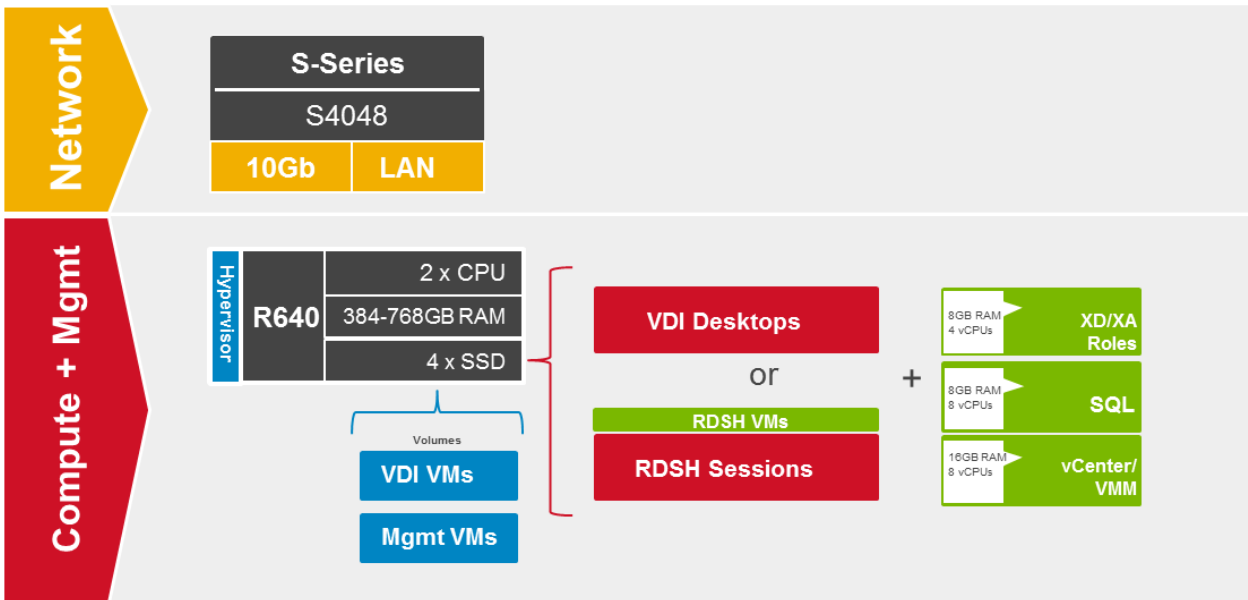 Network
S-Series
S4048
10Gb
LAN
Compute + Mgmt
Hypervisor
R640
2 x CPU
384-768GB RAM
4 x SSD
Volumes
VDI VMs
Mgmt VMs
VDI Desktops
or
RDSH VMs
RDSH Sessions
+
8GB RAM
4 vCPUs
XD/XA
Roles
8GB RAM
8 vCPUs
SQL
16GB RAM
8 vCPUs
vCenter/
VMM